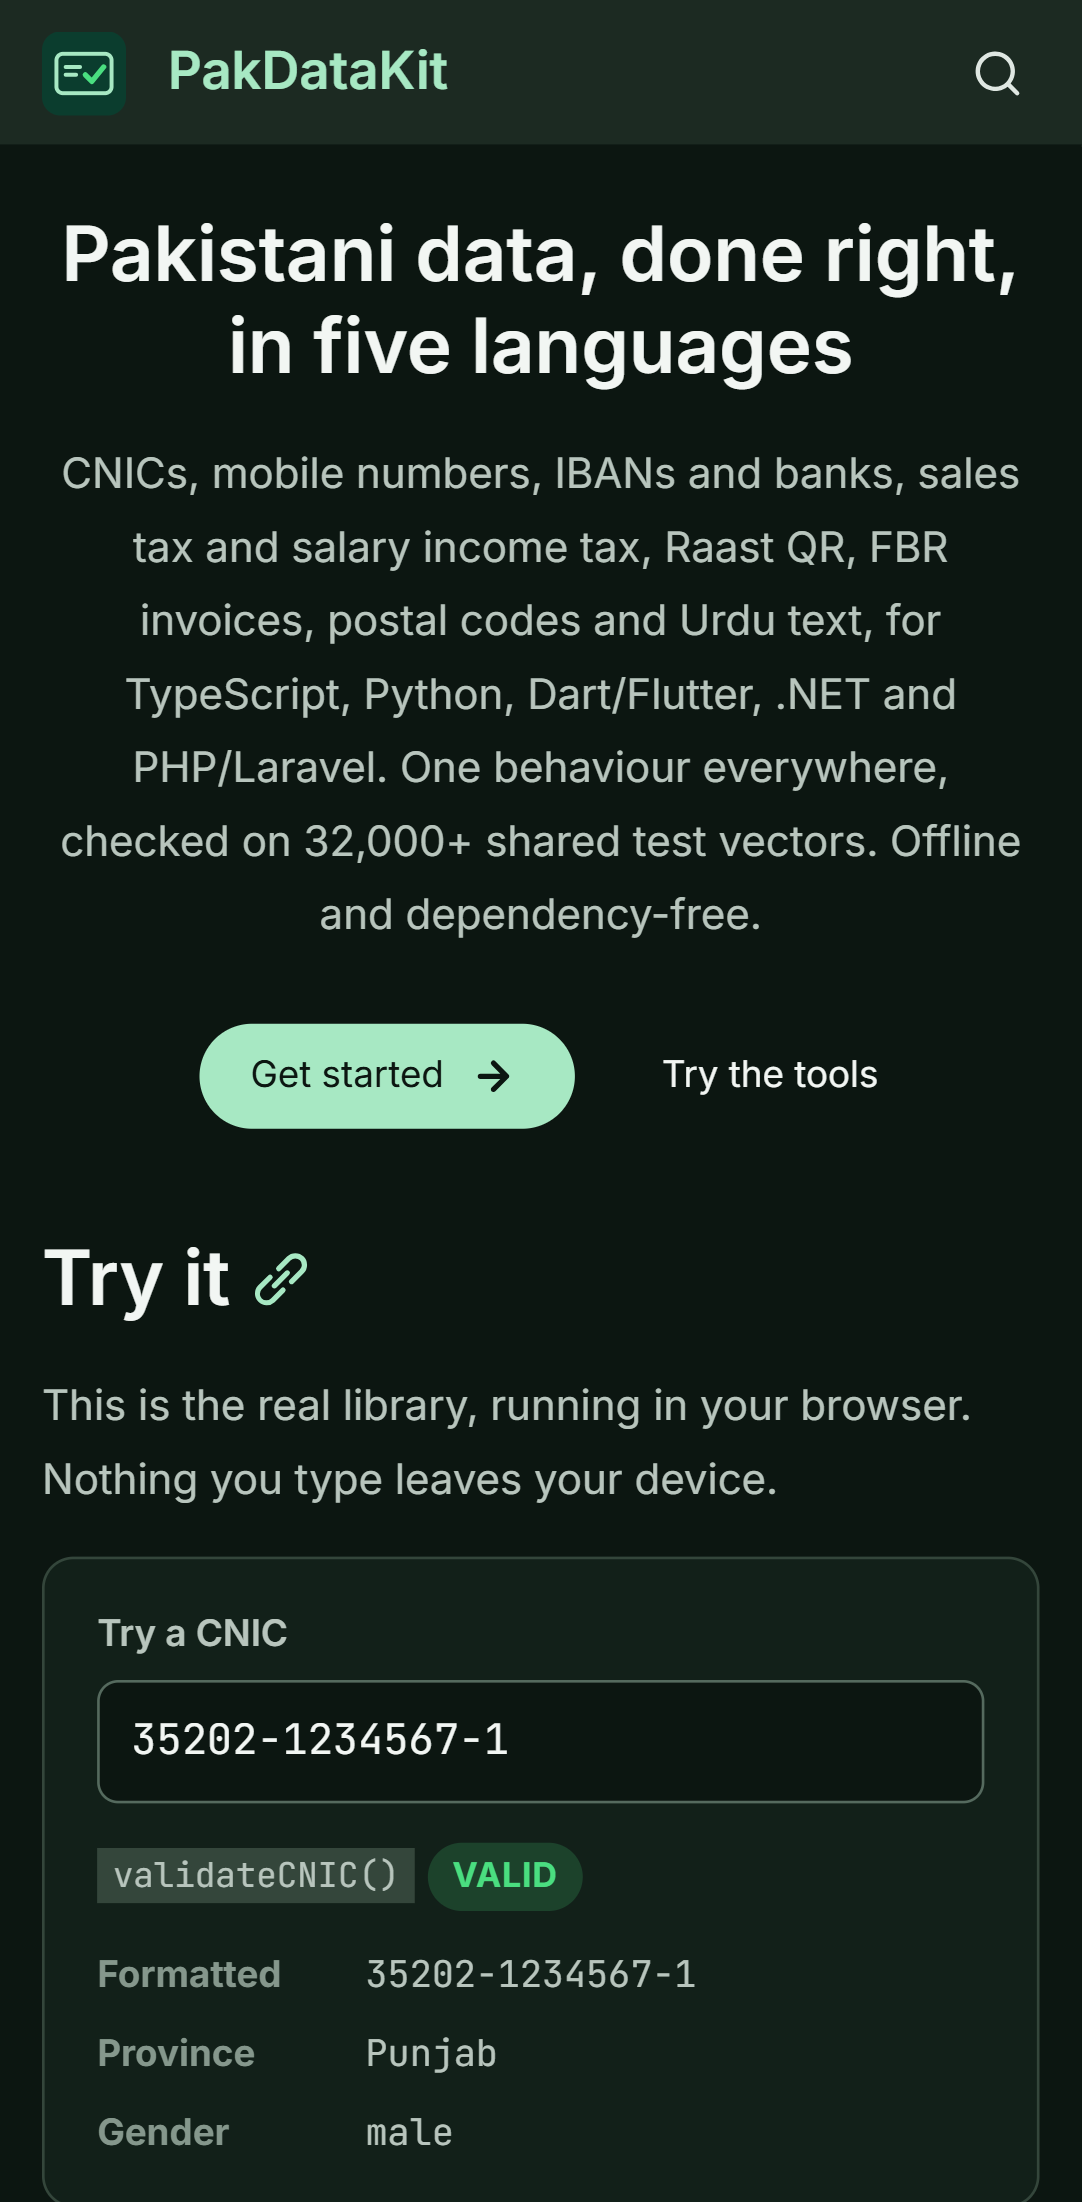 PakDataKit
Pakistani data, done right,
in five languages
CNICs, mobile numbers, IBANs and banks, sales
tax and salary income tax, Raast QR, FBR
invoices, postal codes and Urdu text, for
TypeScript, Python, Dart/Flutter, .NET and
PHP/Laravel. One behaviour everywhere,
checked on 32,000+ shared test vectors. Offline
and dependency-free.
Get started
Try the tools
Try it
This is the real library, running in your browser.
Nothing you type leaves your device.
Try a CNIC
35202-1234567-1
validateCNIC() VALID
Formatted 35202-1234567-1
Province Punjab
Gender male